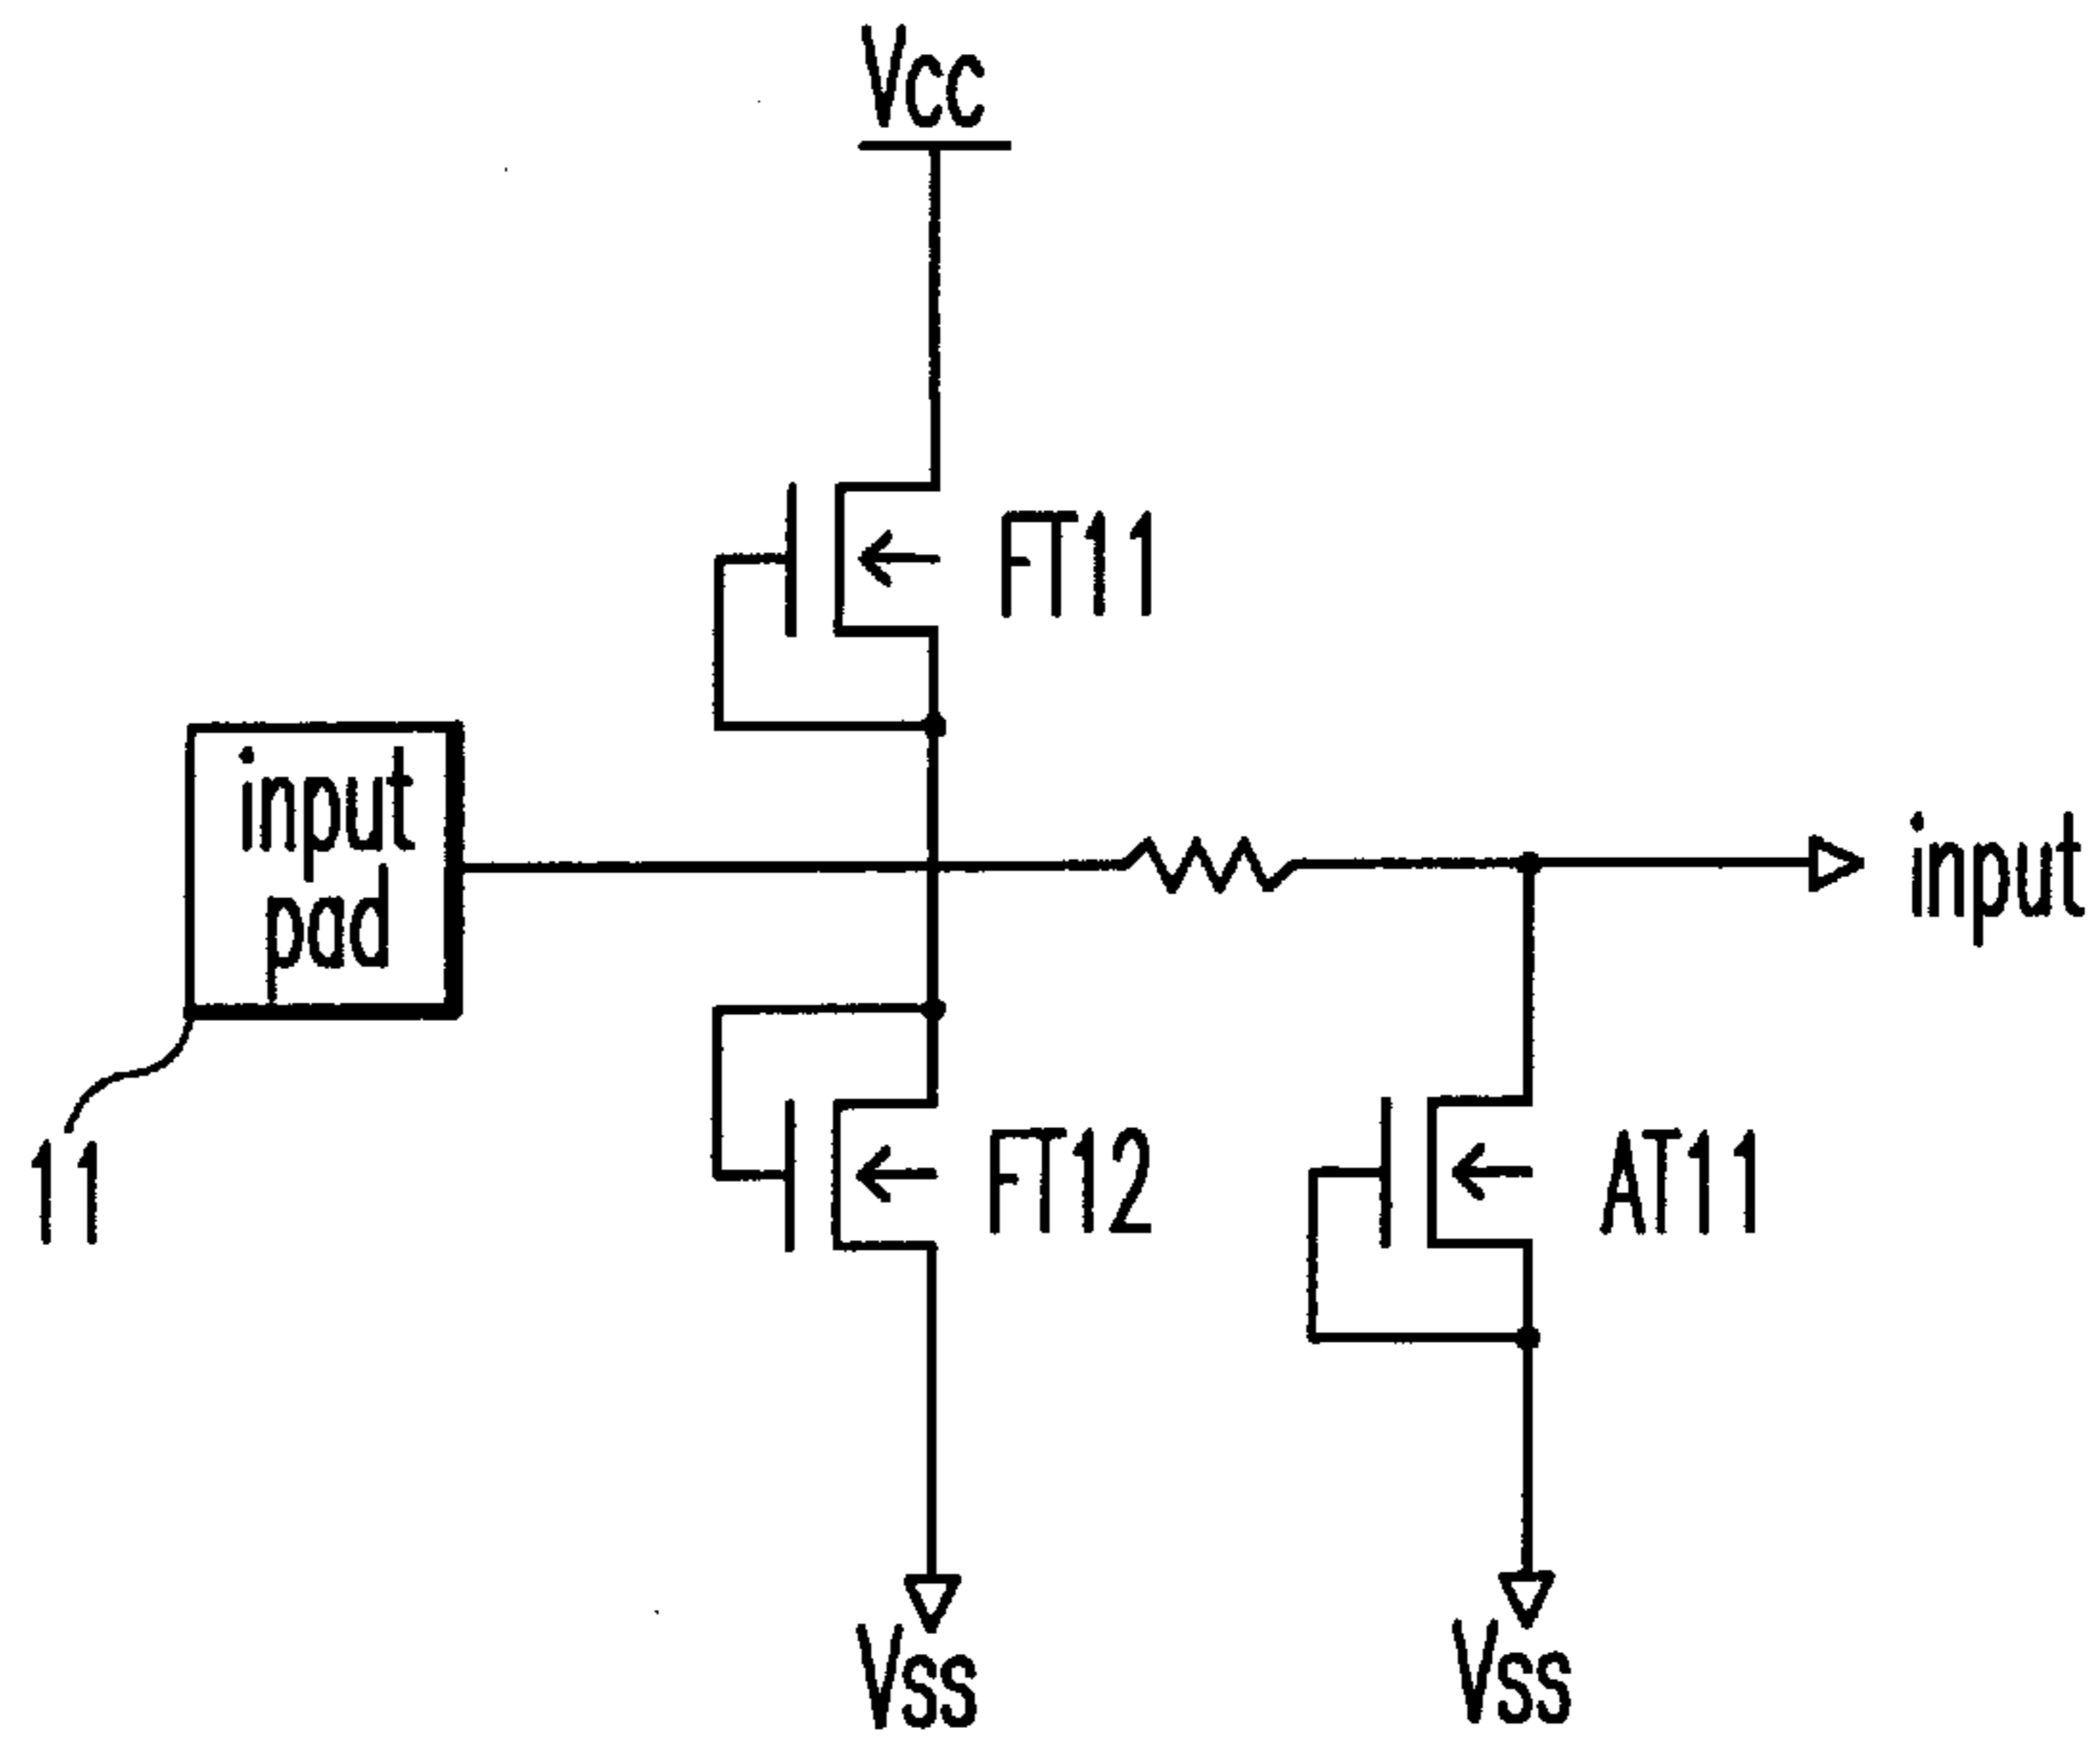 Vcc
FT11
input
pad
input
11
FT12
AT11
Vss
Vss